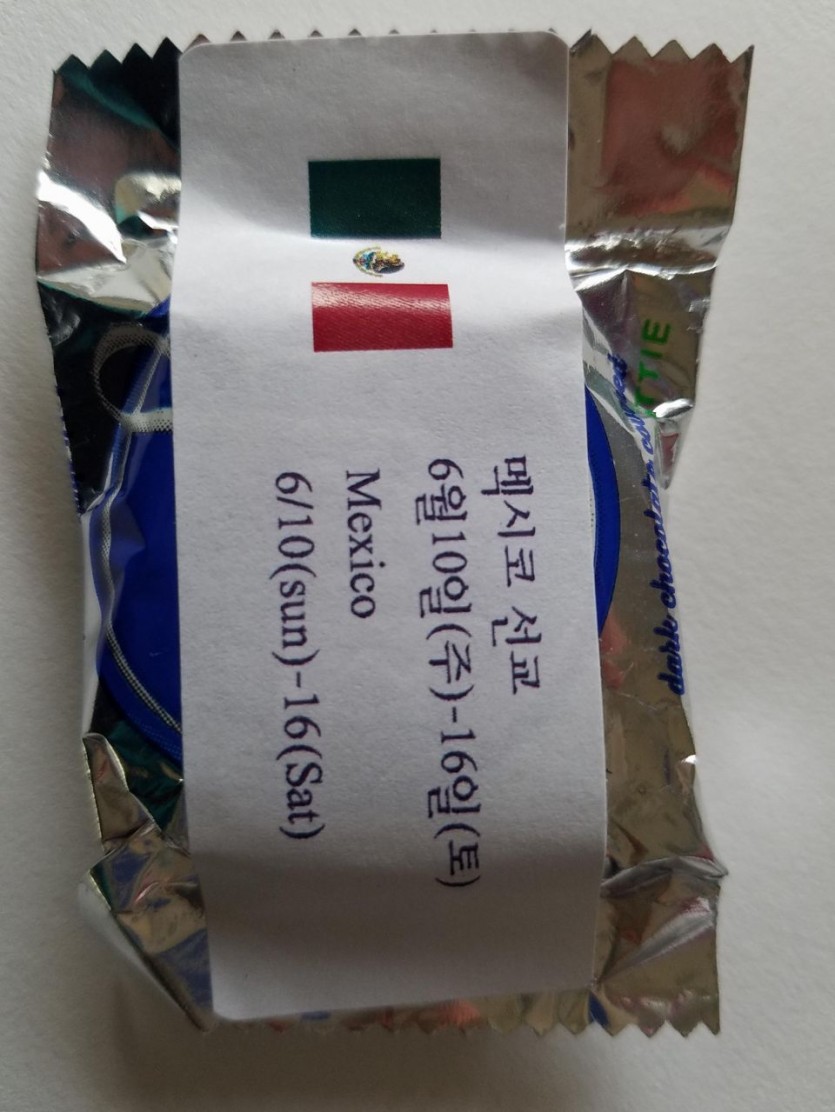 멕시코 선교
6월10일(주)-16일(토)
Mexico
6/10(sun)-16(Sat)
TTIE
dark chocolate covered